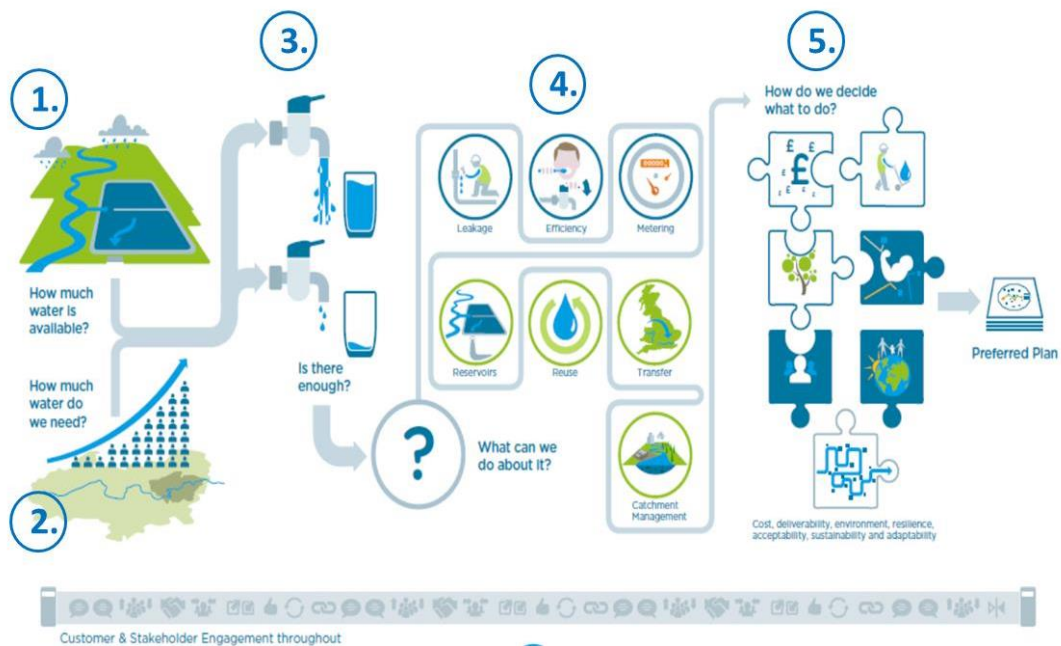 1.
How much
water is
available?
How much
water do
we need?
2.
3.
Is there
enough?
?
What can we
do about it?
4.
Leakage
Efficiency
Metering
Reservoirs
Reuse
Transfer
Catchment
Management
5.
How do we decide
what to do?
£ £ £
£
Cost, deliverability, environment, resilience,
acceptability, sustainability and adaptability
Preferred Plan
Customer & Stakeholder Engagement throughout